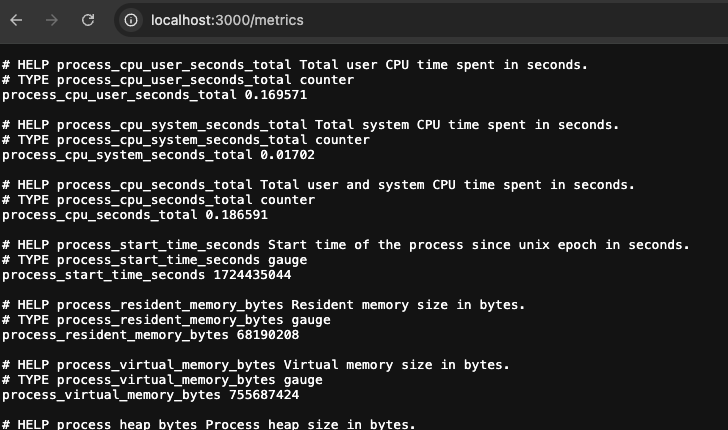 localhost:3000/metrics
# HELP process_cpu_user_seconds_total Total user CPU time spent in seconds.
# TYPE process_cpu_user_seconds_total counter
process_cpu_user_seconds_total 0.169571
# HELP process_cpu_system_seconds_total Total system CPU time spent in seconds.
# TYPE process_cpu_system_seconds_total counter
process_cpu_system_seconds_total 0.01702
# HELP process_cpu_seconds_total Total user and system CPU time spent in seconds.
# TYPE process_cpu_seconds_total counter
process_cpu_seconds_total 0.186591
# HELP process_start_time_seconds Start time of the process since unix epoch in seconds.
# TYPE process_start_time_seconds gauge
process_start_time_seconds 1724435044
# HELP process_resident_memory_bytes Resident memory size in bytes.
# TYPE process_resident_memory_bytes gauge
process_resident_memory_bytes 68190208
# HELP process_virtual_memory_bytes Virtual memory size in bytes.
# TYPE process_virtual_memory_bytes gauge
process_virtual_memory_bytes 755687424
# HELP process_heap_bytes Process heap size in bytes.